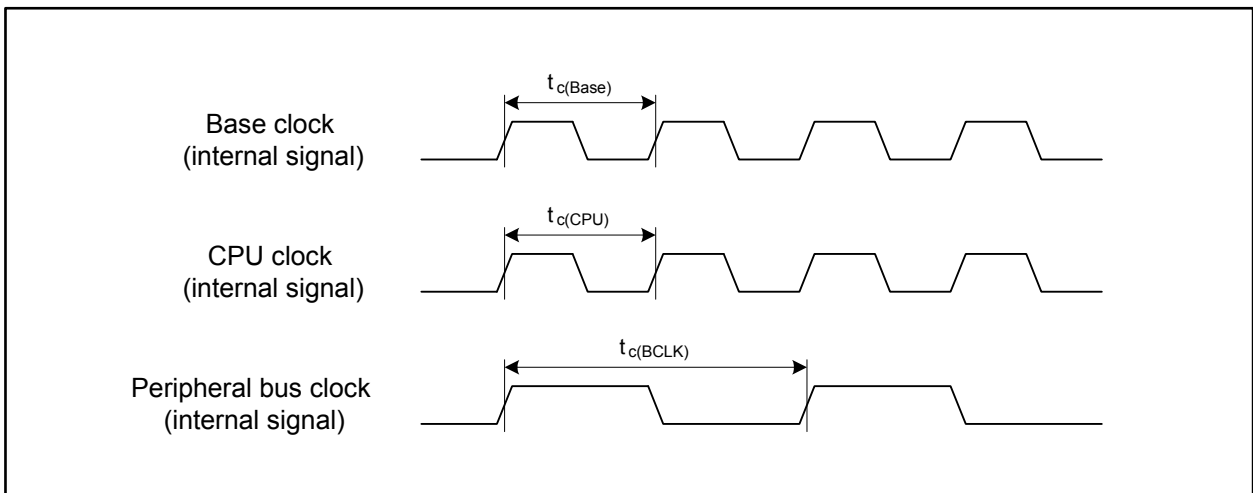 t c(Base)
Base clock
(internal signal)
t c(CPU)
CPU clock
(internal signal)
t c(BCLK)
Peripheral bus clock
(internal signal)